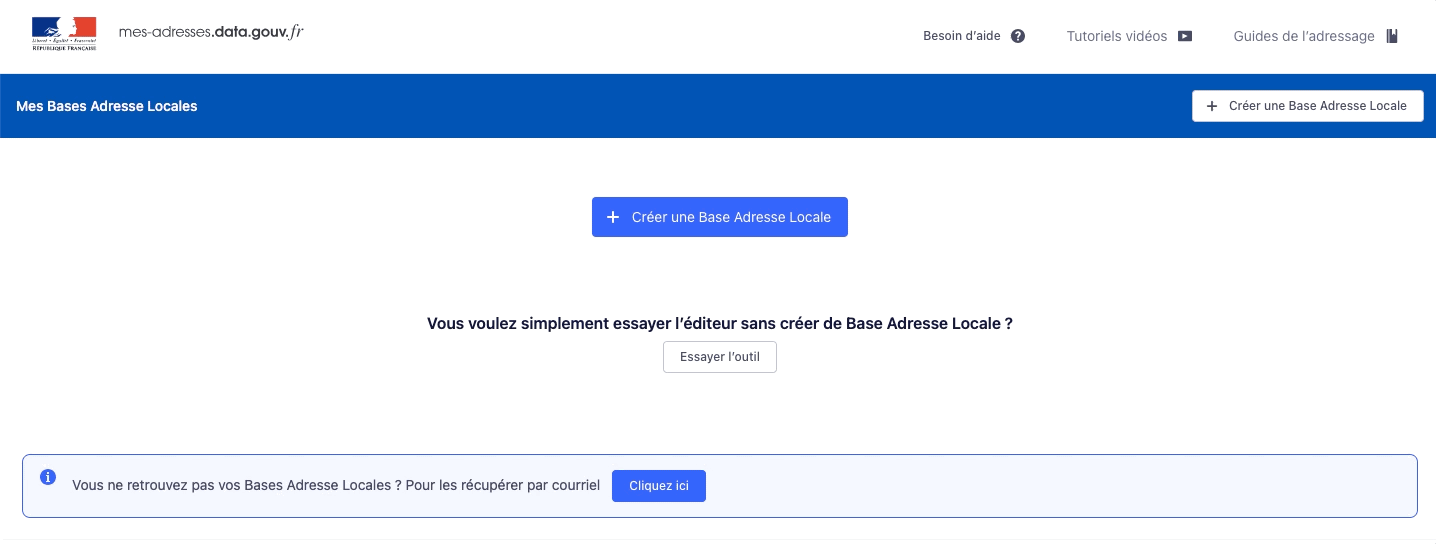 Liberté • Égalité • Fraternité
RÉPUBLIQUE FRANÇAISE
mes-adresses.data.gouv.fr
Besoin d’aide
Tutoriels vidéos
Guides de l’adressage
Mes Bases Adresse Locales
Créer une Base Adresse Locale
Créer une Base Adresse Locale
Vous voulez simplement essayer l’éditeur sans créer de Base Adresse Locale ?
Essayer l’outil
Vous ne retrouvez pas vos Bases Adresse Locales ? Pour les récupérer par courriel
Cliquez ici